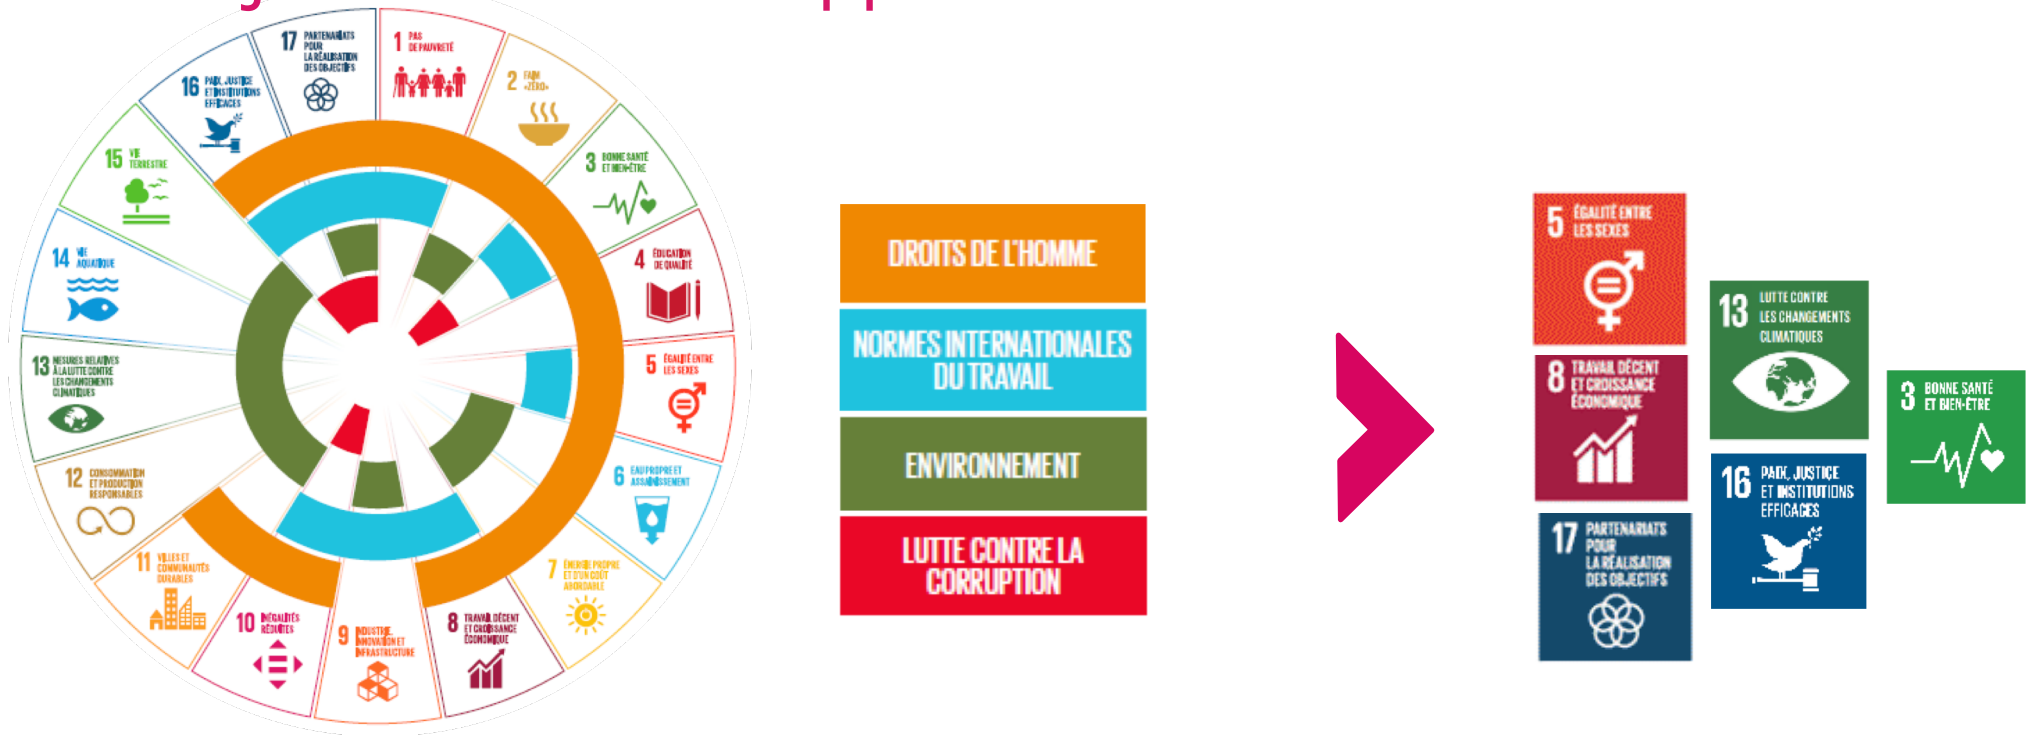 17 PARTENARIATS
POUR
LA RÉALISATION
DES OBJECTIFS
1 PAS
DE PAUVRETÉ
2 FAIM
«ZÉRO»
3 BONNE SANTÉ
ET BIEN-ÊTRE
4 ÉDUCATION
DE QUALITÉ
5 ÉGALITÉ ENTRE
LES SEXES
6 EAU PROPRE ET
ASSAINISSEMENT
7 ÉNERGIE PROPRE
ET D'UN COÛT
ABORDABLE
8 TRAVAIL DÉCENT
ET CROISSANCE
ÉCONOMIQUE
9 INDUSTRIE,
INNOVATION ET
INFRASTRUCTURE
10 INÉGALITÉS
RÉDUITES
11 VILLES ET
COMMUNAUTÉS
DURABLES
12 CONSOMMATION
ET PRODUCTION
RESPONSABLES
13 MESURES RELATIVES
À LA LUTTE CONTRE
LES CHANGEMENTS
CLIMATIQUES
14 VIE
AQUATIQUE
15 VIE
TERRESTRE
16 PAIX, JUSTICE
ET INSTITUTIONS
EFFICACES
DROITS DE L'HOMME
NORMES INTERNATIONALES
DU TRAVAIL
ENVIRONNEMENT
LUTTE CONTRE LA
CORRUPTION
5 ÉGALITÉ ENTRE
LES SEXES
8 TRAVAIL DÉCENT
ET CROISSANCE
ÉCONOMIQUE
17 PARTENARIATS
POUR
LA RÉALISATION
DES OBJECTIFS
13 LUTTE CONTRE
LES CHANGEMENTS
CLIMATIQUES
16 PAIX, JUSTICE
ET INSTITUTIONS
EFFICACES
3 BONNE SANTÉ
ET BIEN-ÊTRE